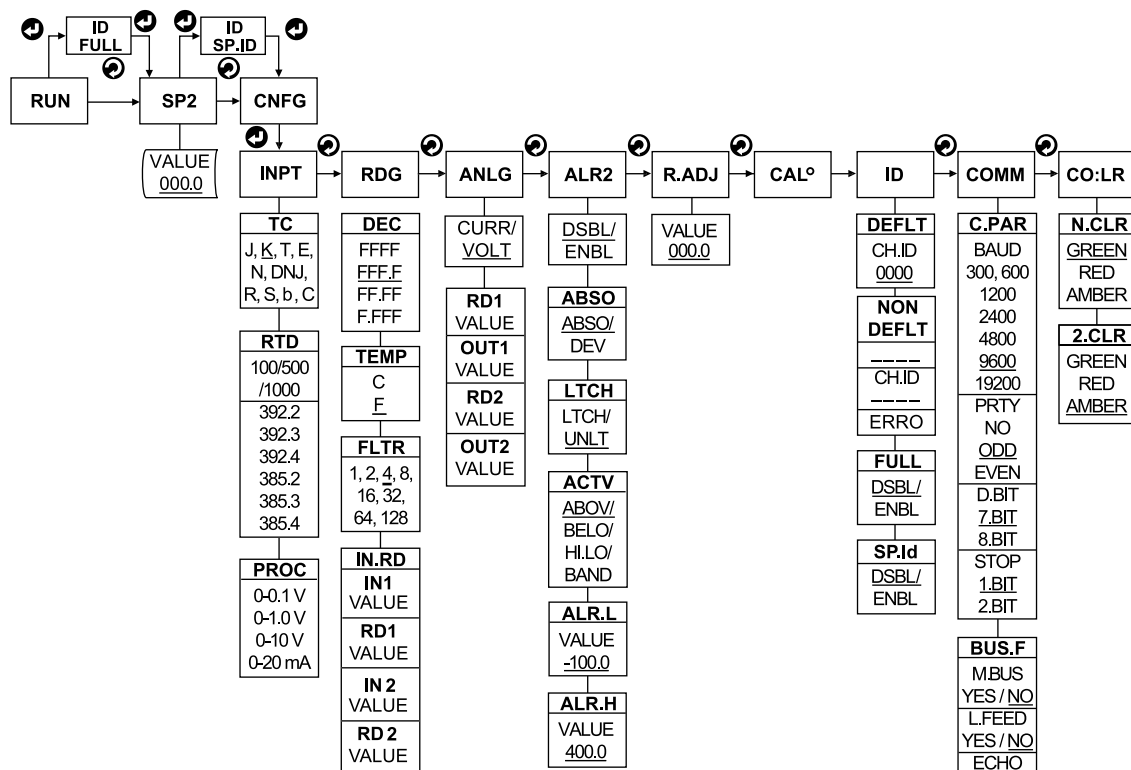 ID
FULL
ID
SP.ID
RUN
SP2
CNFG
VALUE
000.0
INPT
RDG
ANLG
ALR2
R.ADJ
CAL°
ID
COMM
CO:LR
TC
J, K, T, E,
N, DNJ,
R, S, b, C
RTD
100/500
/1000
392.2
392.3
392.4
385.2
385.3
385.4
PROC
0-0.1 V
0-1.0 V
0-10 V
0-20 mA
DEC
FFFF
FFF.F
FF.FF
F.FFF
TEMP
C
F
FLTR
1, 2, 4, 8,
16, 32,
64, 128
IN.RD
IN1
VALUE
RD1
VALUE
IN 2
VALUE
RD 2
VALUE
CURR/
VOLT
RD1
VALUE
OUT1
VALUE
RD2
VALUE
OUT2
VALUE
DSBL/
ENBL
ABSO
ABSO/
DEV
LTCH
LTCH/
UNLT
ACTV
ABOV/
BELO/
HI.LO/
BAND
ALR.L
VALUE
-100.0
ALR.H
VALUE
400.0
VALUE
000.0
DEFLT
CH.ID
0000
NON
DEFLT
_ _ _ _
CH.ID
_ _ _ _
ERRO
FULL
DSBL/
ENBL
SP.Id
DSBL/
ENBL
C.PAR
BAUD
300, 600
1200
2400
4800
9600
19200
PRTY
NO
ODD
EVEN
D.BIT
7.BIT
8.BIT
STOP
1.BIT
2.BIT
BUS.F
M.BUS
YES / NO
L.FEED
YES / NO
ECHO
N.CLR
GREEN
RED
AMBER
2.CLR
GREEN
RED
AMBER